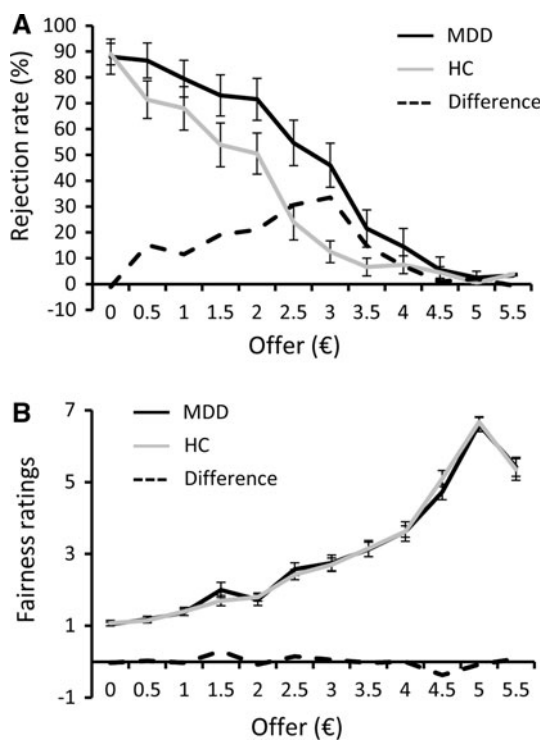 A
Rejection rate (%)
100
90
80
70
60
50
40
30
20
10
0
-10
MDD
HC
Difference
0 0.5 1 1.5 2 2.5 3 3.5 4 4.5 5 5.5
Offer (€)
B
Fairness ratings
7
5
3
1
-1
MDD
HC
Difference
0 0.5 1 1.5 2 2.5 3 3.5 4 4.5 5 5.5
Offer (€)